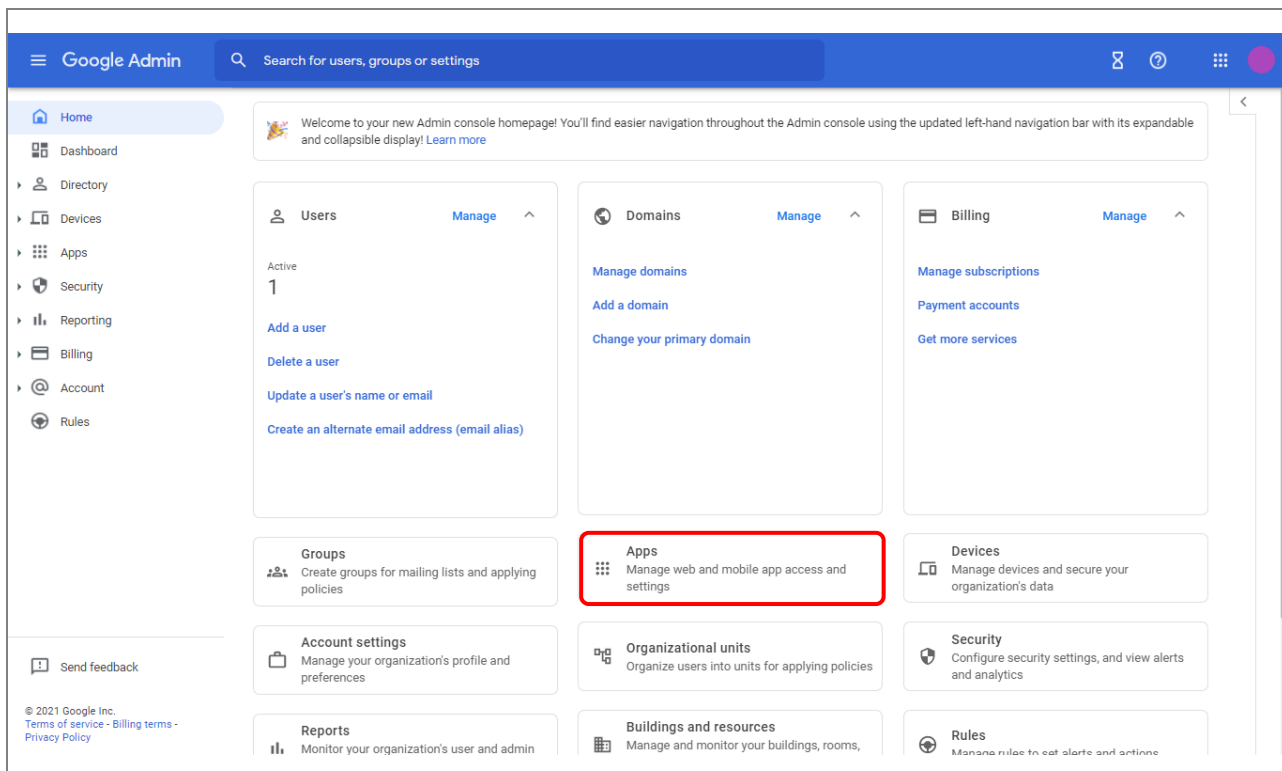 Google Admin
Search for users, groups or settings
Home
Dashboard
Directory
Devices
Apps
Security
Reporting
Billing
Account
Rules
Send feedback
© 2021 Google Inc.
Terms of service - Billing terms -
Privacy Policy
Welcome to your new Admin console homepage! You'll find easier navigation throughout the Admin console using the updated left-hand navigation bar with its expandable
and collapsible display! Learn more
Users Manage
Active
1
Add a user
Delete a user
Update a user's name or email
Create an alternate email address (email alias)
Domains Manage
Manage domains
Add a domain
Change your primary domain
Billing Manage
Manage subscriptions
Payment accounts
Get more services
Groups
Create groups for mailing lists and applying
policies
Apps
Manage web and mobile app access and
settings
Devices
Manage devices and secure your
organization's data
Account settings
Manage your organization's profile and
preferences
Organizational units
Organize users into units for applying policies
Security
Configure security settings, and view alerts
and analytics
Reports
Monitor your organization's user and admin
Buildings and resources
Manage and monitor your buildings, rooms,
Rules
Manage rules to set alerts and actions